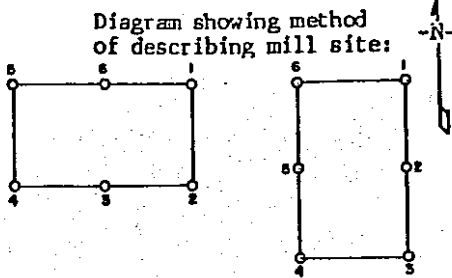 Diagram showing method
of describing mill site:
-N-
5 6 1
4 3 2
6 1
5 2
4 3